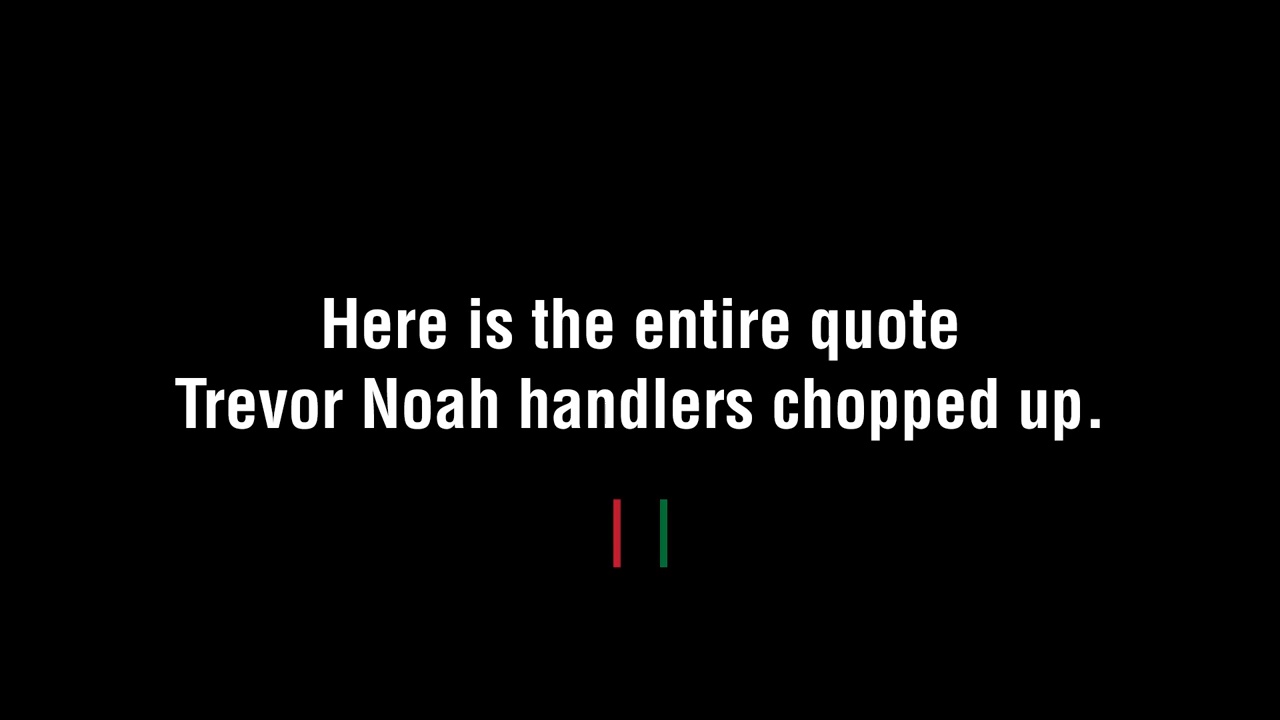 Here is the entire quote
Trevor Noah handlers chopped up.